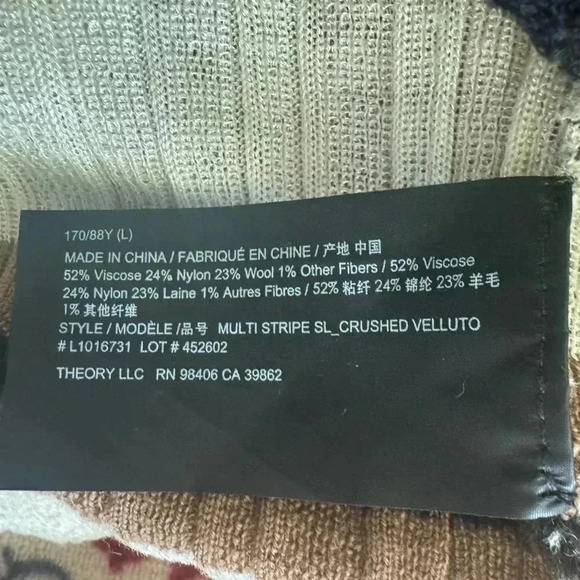 170/88Y (L)
MADE IN CHINA / FABRIQUÉ EN CHINE / 产地 中国
52% Viscose 24% Nylon 23% Wool 1% Other Fibers / 52% Viscose
24% Nylon 23% Laine 1% Autres Fibres / 52% 粘纤 24% 锦纶 23% 羊毛
1% 其他纤维
STYLE / MODÈLE /品号 MULTI STRIPE SL_CRUSHED VELLUTO
# L1016731 LOT # 452602
THEORY LLC RN 98406 CA 39862